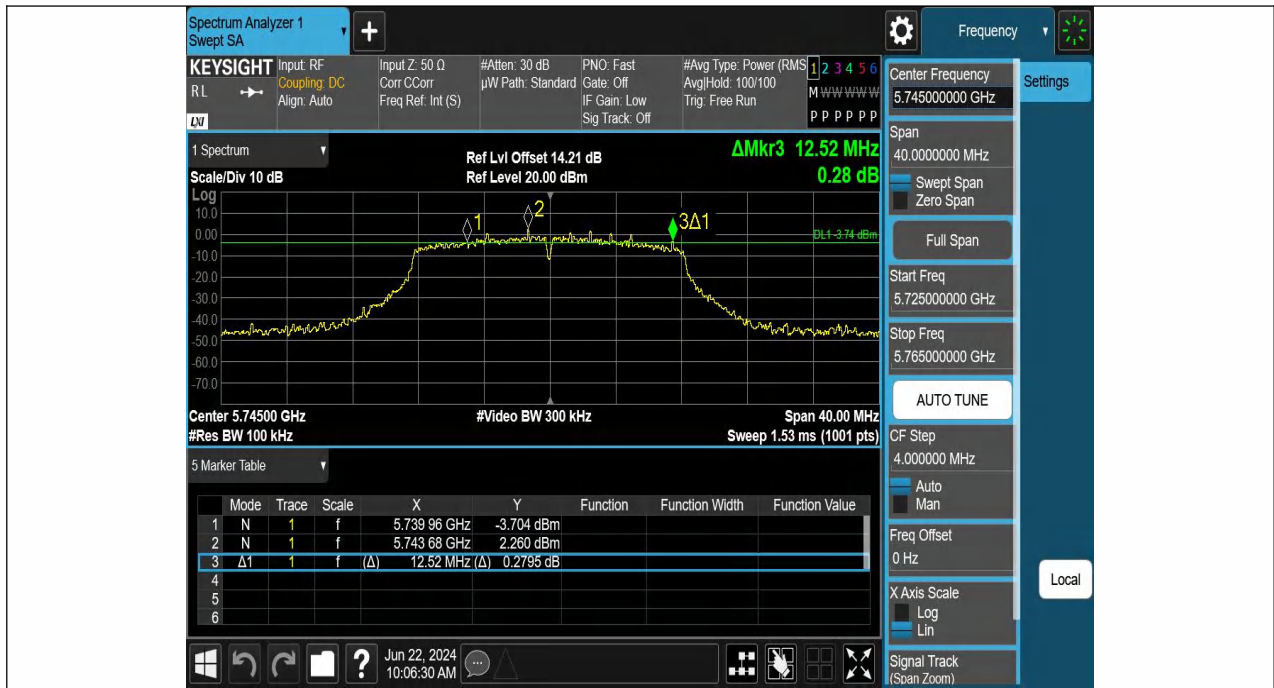 Spectrum Analyzer 1
Swept SA
+
Frequency
KEYSIGHT
RL
LXI
Input: RF
Coupling: DC
Align: Auto
Input Z: 50 Ω
Corr CCorr
Freq Ref: Int (S)
#Atten: 30 dB
µW Path: Standard
PNO: Fast
Gate: Off
IF Gain: Low
Sig Track: Off
#Avg Type: Power (RMS
Avg|Hold: 100/100
Trig: Free Run
1 2 3 4 5 6
M W W W W W
P P P P P P
1 Spectrum
Scale/Div 10 dB
Ref Lvl Offset 14.21 dB
Ref Level 20.00 dBm
ΔMkr3 12.52 MHz
0.28 dB
Log
10.0
0.00
-10.0
-20.0
-30.0
-40.0
-50.0
-60.0
-70.0
1
2
3Δ1
DL1 -3.74 dBm
Center 5.74500 GHz
#Video BW 300 kHz
Span 40.00 MHz
#Res BW 100 kHz
Sweep 1.53 ms (1001 pts)
5 Marker Table
Mode Trace Scale X Y Function Function Width Function Value
1 N 1 f 5.739 96 GHz -3.704 dBm
2 N 1 f 5.743 68 GHz 2.260 dBm
3 Δ1 1 f (Δ) 12.52 MHz (Δ) 0.2795 dB
4
5
6
?
Jun 22, 2024
10:06:30 AM
Center Frequency
5.745000000 GHz
Span
40.0000000 MHz
Swept Span
Zero Span
Full Span
Start Freq
5.725000000 GHz
Stop Freq
5.765000000 GHz
AUTO TUNE
CF Step
4.000000 MHz
Auto
Man
Freq Offset
0 Hz
X Axis Scale
Log
Lin
Signal Track
(Span Zoom)
Settings
Local